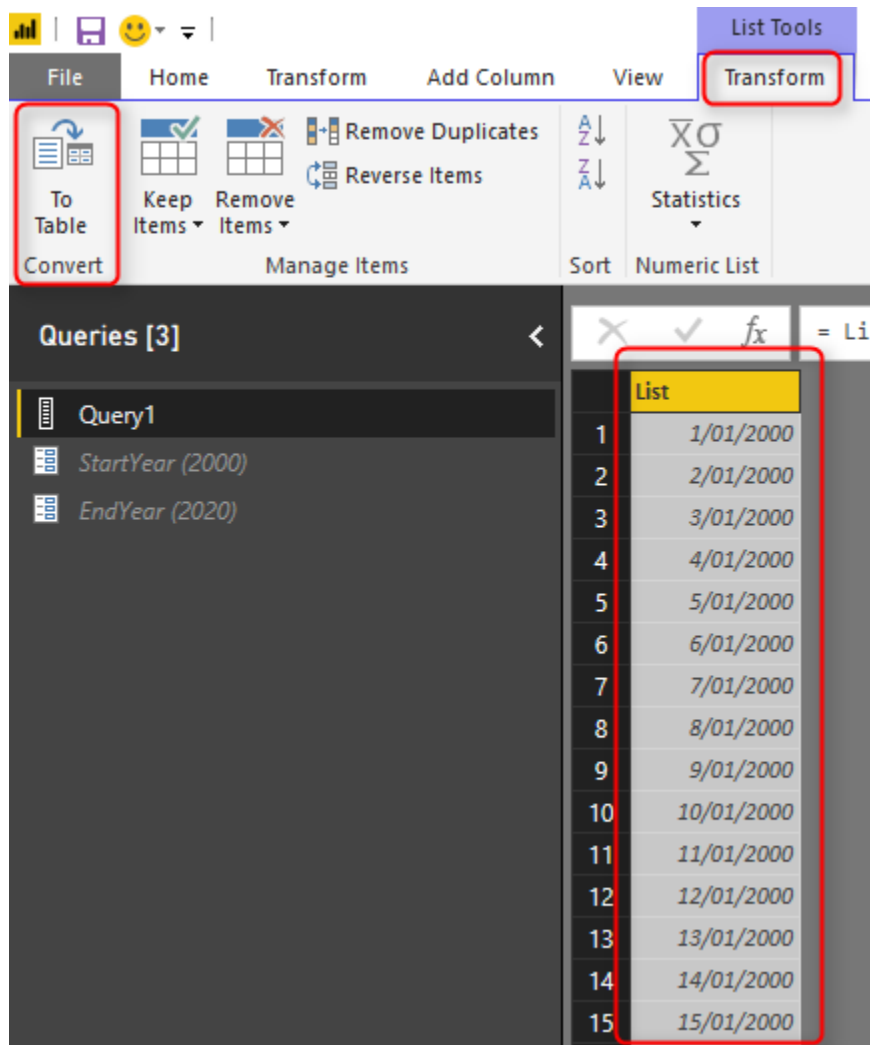 List Tools
File Home Transform Add Column View Transform
To Table
Keep Items
Remove Items
Remove Duplicates
Reverse Items
A Z
Z A
X̅σ Σ
Statistics
Convert Manage Items Sort Numeric List
Queries [3] < fx = Li
Query1
StartYear (2000)
EndYear (2020)
List
1 1/01/2000
2 2/01/2000
3 3/01/2000
4 4/01/2000
5 5/01/2000
6 6/01/2000
7 7/01/2000
8 8/01/2000
9 9/01/2000
10 10/01/2000
11 11/01/2000
12 12/01/2000
13 13/01/2000
14 14/01/2000
15 15/01/2000